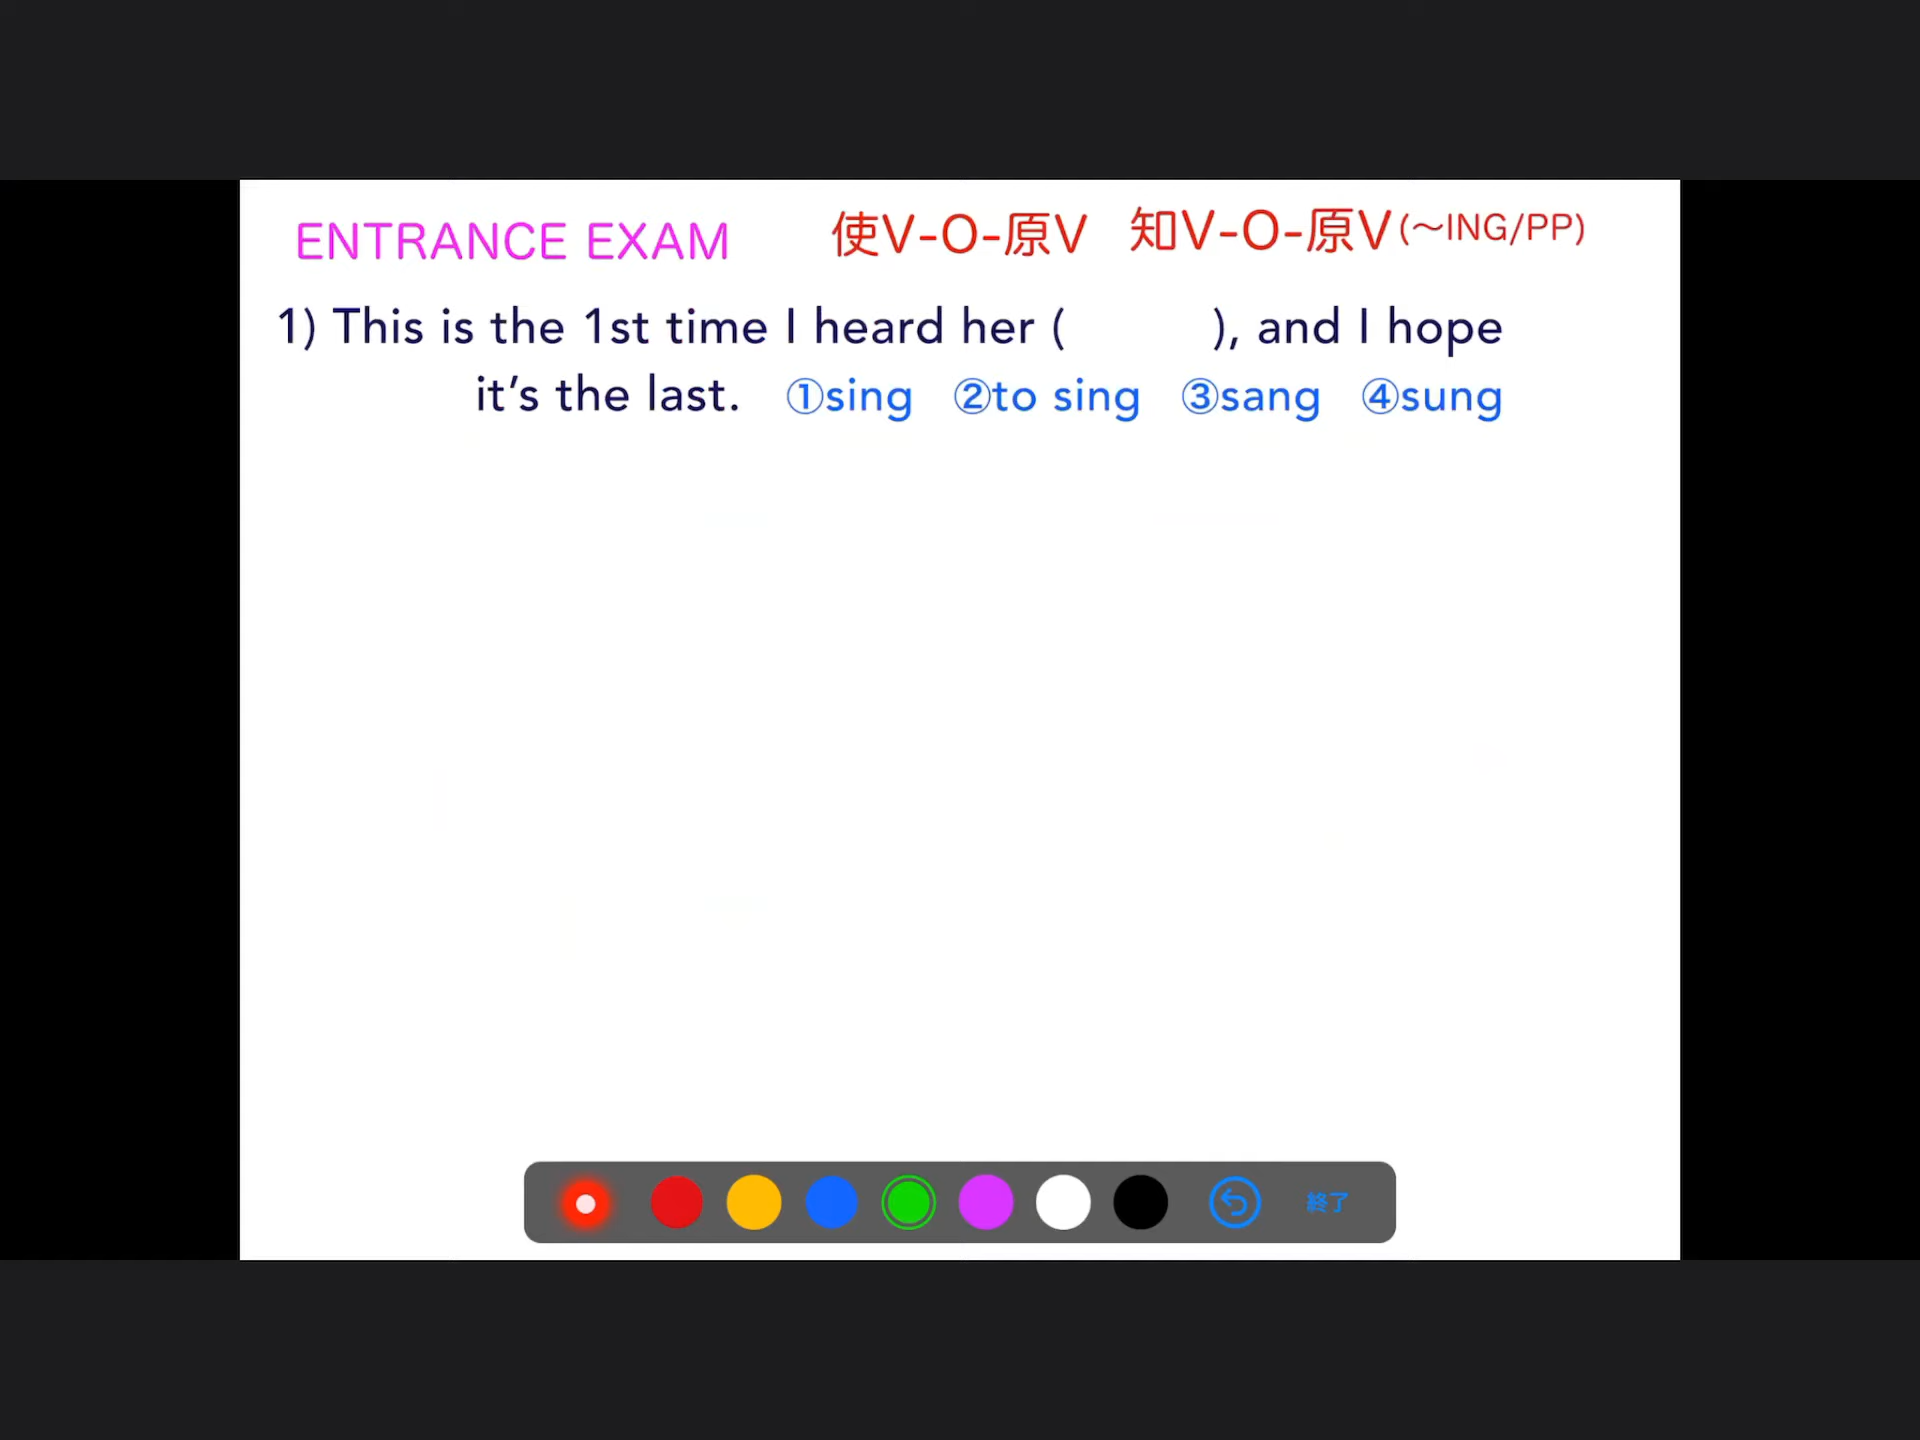 ENTRANCE EXAM 使V-O-原V 知V-O-原V(〜ING/PP)
1) This is the 1st time I heard her ( ), and I hope
it’s the last. ①sing ②to sing ③sang ④sung
終了